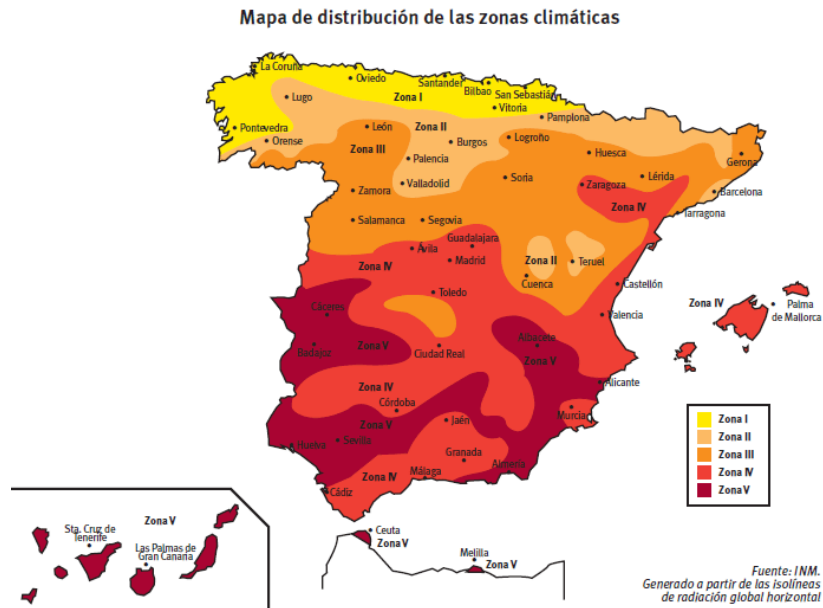 Mapa de distribución de las zonas climáticas
La Coruña
Oviedo
Santander
Bilbao
San Sebastián
Lugo
Zona I
Vitoria
Pamplona
Pontevedra
León
Zona II
Orense
Zona III
Burgos
Logroño
Huesca
Gerona
Palencia
Valladolid
Soria
Zaragoza
Lérida
Barcelona
Zamora
Zona IV
Tarragona
Salamanca
Segovia
Ávila
Guadalajara
Madrid
Zona IV
Zona II
Teruel
Cuenca
Castellón
Toledo
Zona IV
Palma
de Mallorca
Cáceres
Valencia
Badajoz
Zona V
Ciudad Real
Albacete
Zona V
Zona IV
Alicante
Córdoba
Murcia
Zona V
Jaén
Huelva
Sevilla
Granada
Almería
Zona IV
Málaga
Cádiz
Zona I
Zona II
Zona III
Zona IV
Zona V
Zona V
Sta. Cruz de
Tenerife
Las Palmas de
Gran Canaria
Ceuta
Zona V
Melilla
Zona V
Fuente: INM.
Generado a partir de las isolíneas
de radiación global horizontal